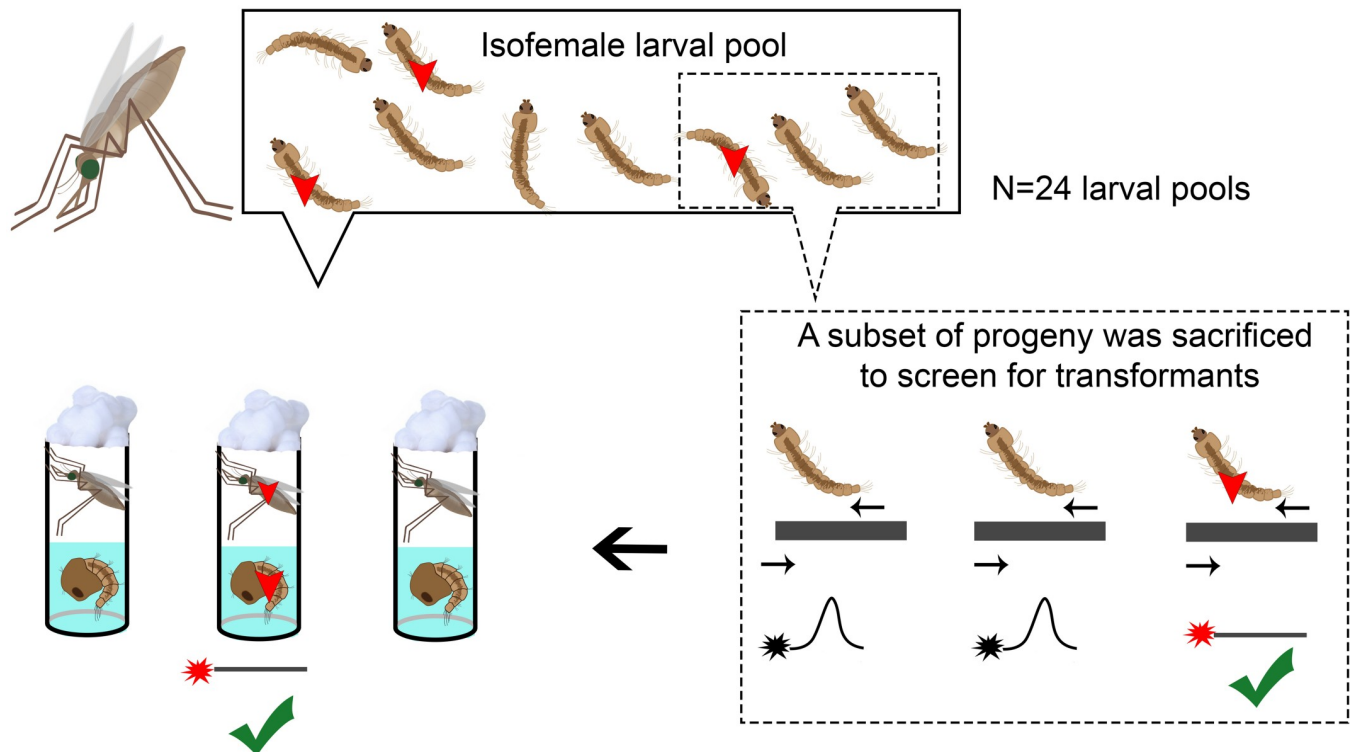 Isofemale larval pool
N=24 larval pools
A subset of progeny was sacrificed
to screen for transformants